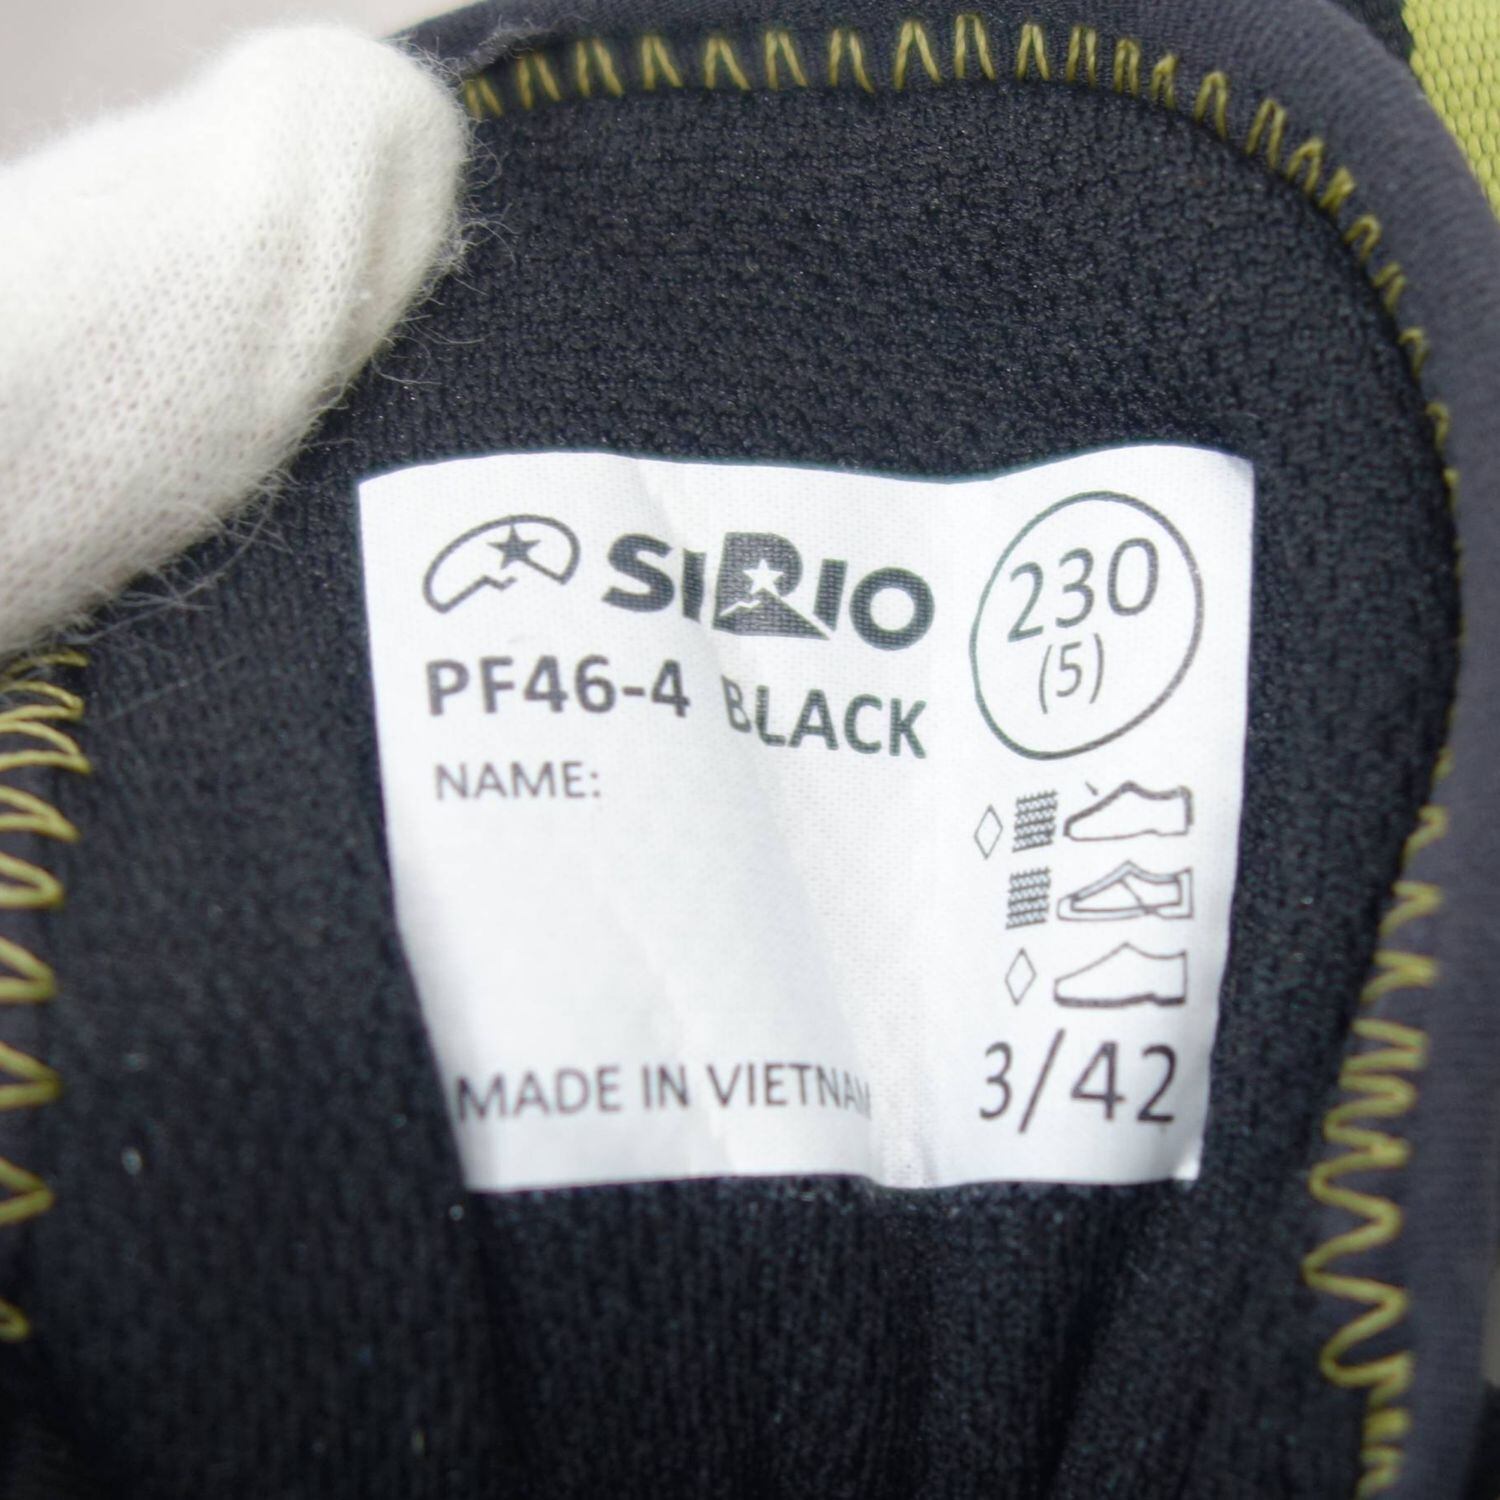 SIRIO
230
(5)
PF46-4 BLACK
NAME:
MADE IN VIETNAM
3/42